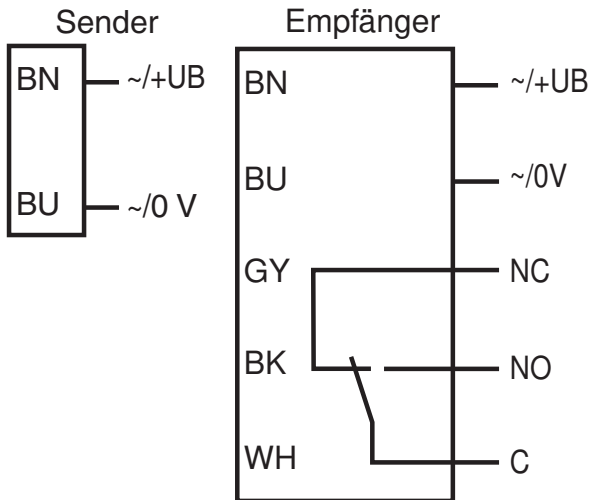 Sender
BN ~/+UB
BU ~/0 V
Empfänger
BN ~/+UB
BU ~/0V
GY NC
BK NO
WH C